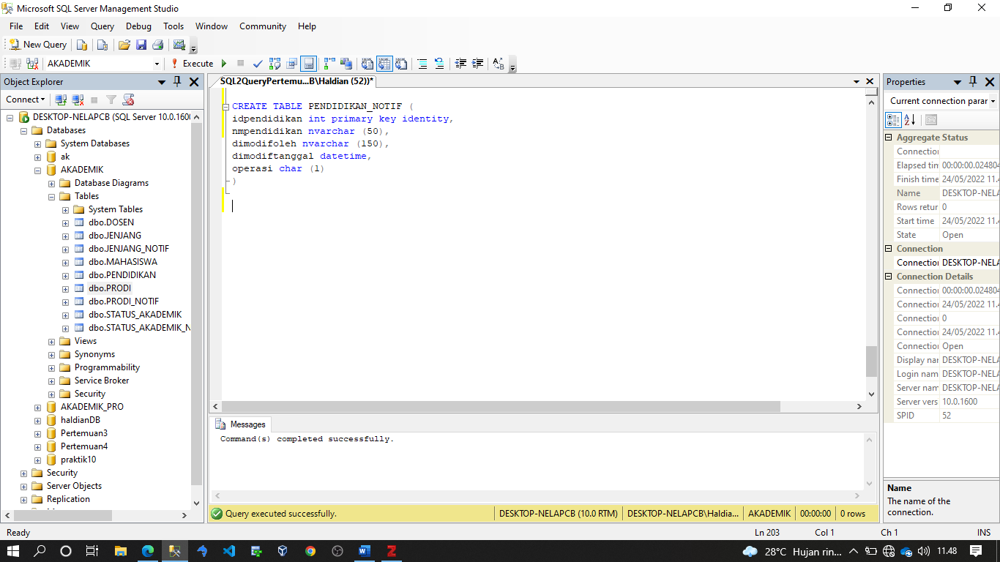 Microsoft SQL Server Management Studio
File Edit View Query Debug Tools Window Community Help
New Query
AKADEMIK Execute
Object Explorer
Connect
DESKTOP-NELAPCB (SQL Server 10.0.1600
Databases
System Databases
ak
AKADEMIK
Database Diagrams
Tables
System Tables
dbo.DOSEN
dbo.JENJANG
dbo.JENJANG_NOTIF
dbo.MAHASISWA
dbo.PENDIDIKAN
dbo.PRODI
dbo.PRODI_NOTIF
dbo.STATUS_AKADEMIK
dbo.STATUS_AKADEMIK_N
Views
Synonyms
Programmability
Service Broker
Security
AKADEMIK_PRO
haldianDB
Pertemuan3
Pertemuan4
praktik10
Security
Server Objects
Replication
SQL2QueryPertemu...B\Haldian (52))*
CREATE TABLE PENDIDIKAN_NOTIF (
idpendidikan int primary key identity,
nmpendidikan nvarchar (50),
dimodifoleh nvarchar (150),
dimodiftanggal datetime,
operasi char (1)
)
Messages
Command(s) completed successfully.
Query executed successfully. DESKTOP-NELAPCB (10.0 RTM) DESKTOP-NELAPCB\Haldia... AKADEMIK 00:00:00 0 rows
Properties
Current connection parar
Aggregate Status
Connection
Elapsed tim 00:00:00.024804
Finish time 24/05/2022 11.4
Name DESKTOP-NELA
Rows retur 0
Start time 24/05/2022 11.4
State Open
Connection
Connection DESKTOP-NELA
Connection Details
Connection 00:00:00.024804
Connection 24/05/2022 11.4
Connection 0
Connection 24/05/2022 11.4
Connection Open
Display nar DESKTOP-NELA
Login name DESKTOP-NELA
Server nam DESKTOP-NELA
Server vers 10.0.1600
SPID 52
Name
The name of the
connection.
Ready Ln 203 Col 1 Ch 1 INS
28°C Hujan rin... 11.48